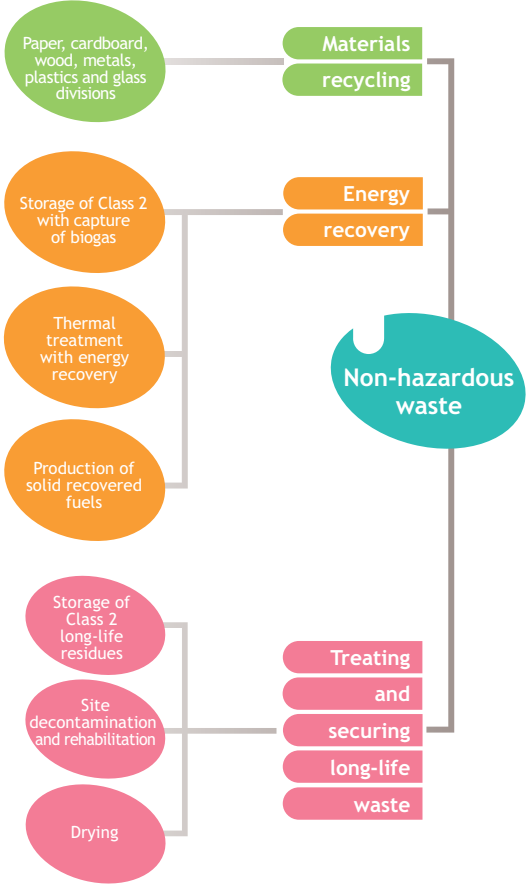 Paper, cardboard,
wood, metals,
plastics and glass
divisions
Materials
recycling
Storage of Class 2
with capture
of biogas
Energy
recovery
Thermal
treatment
with energy
recovery
Production of
solid recovered
fuels
Non-hazardous
waste
Storage of
Class 2
long-life
residues
Site
decontamination
and rehabilitation
Drying
Treating
and
securing
long-life
waste